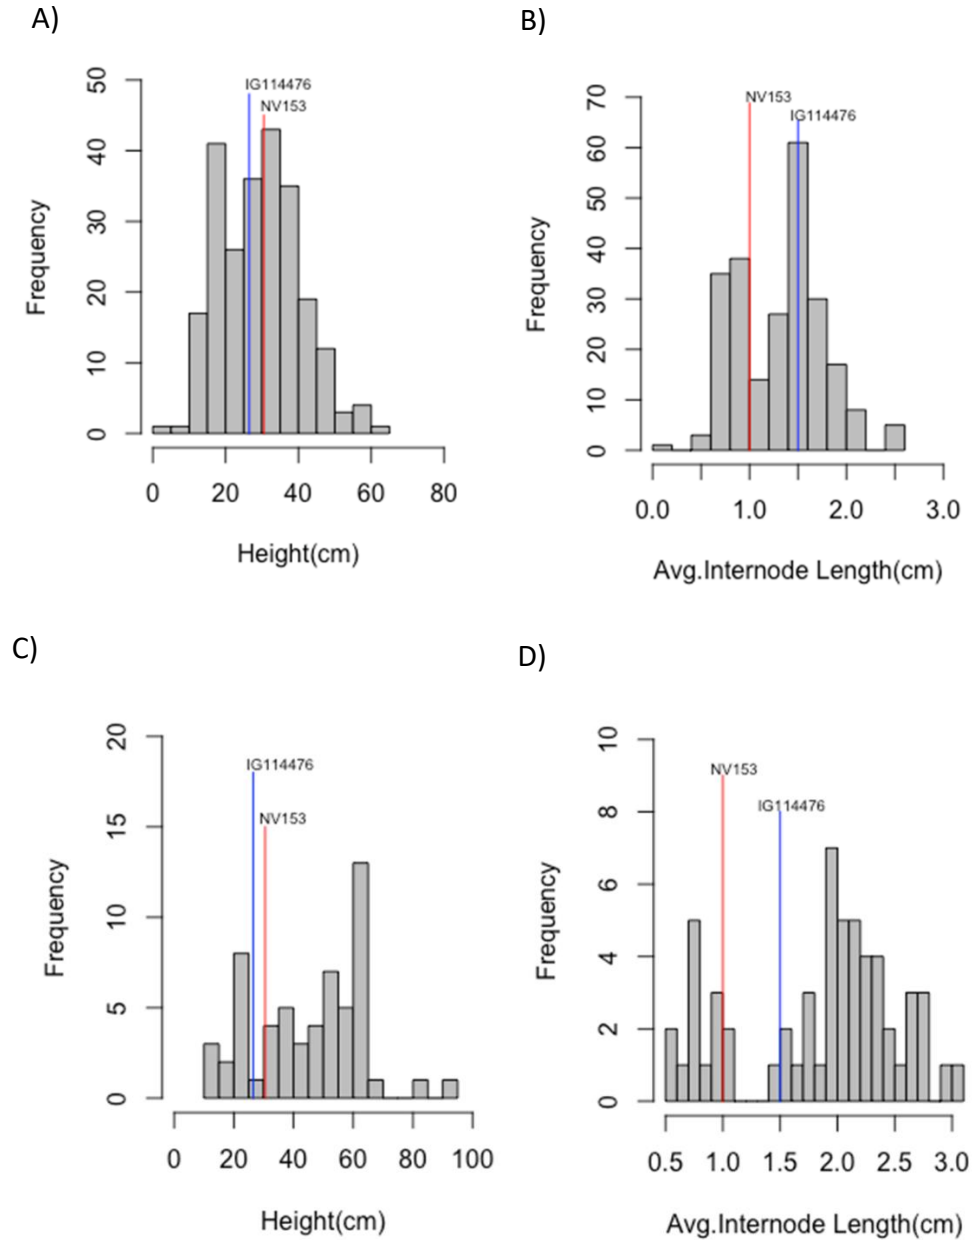 A)
B)
IG114476
NV153
Frequency
0
10
20
30
40
50
0
20
40
60
80
Height(cm)
NV153
IG114476
Frequency
0
10
20
30
40
50
60
70
0.0
1.0
2.0
3.0
Avg.Internode Length(cm)
C)
D)
IG114476
NV153
Frequency
0
5
10
15
20
0
20
40
60
80
100
Height(cm)
NV153
IG114476
Frequency
0
2
4
6
8
10
0.5
1.0
1.5
2.0
2.5
3.0
Avg.Internode Length(cm)